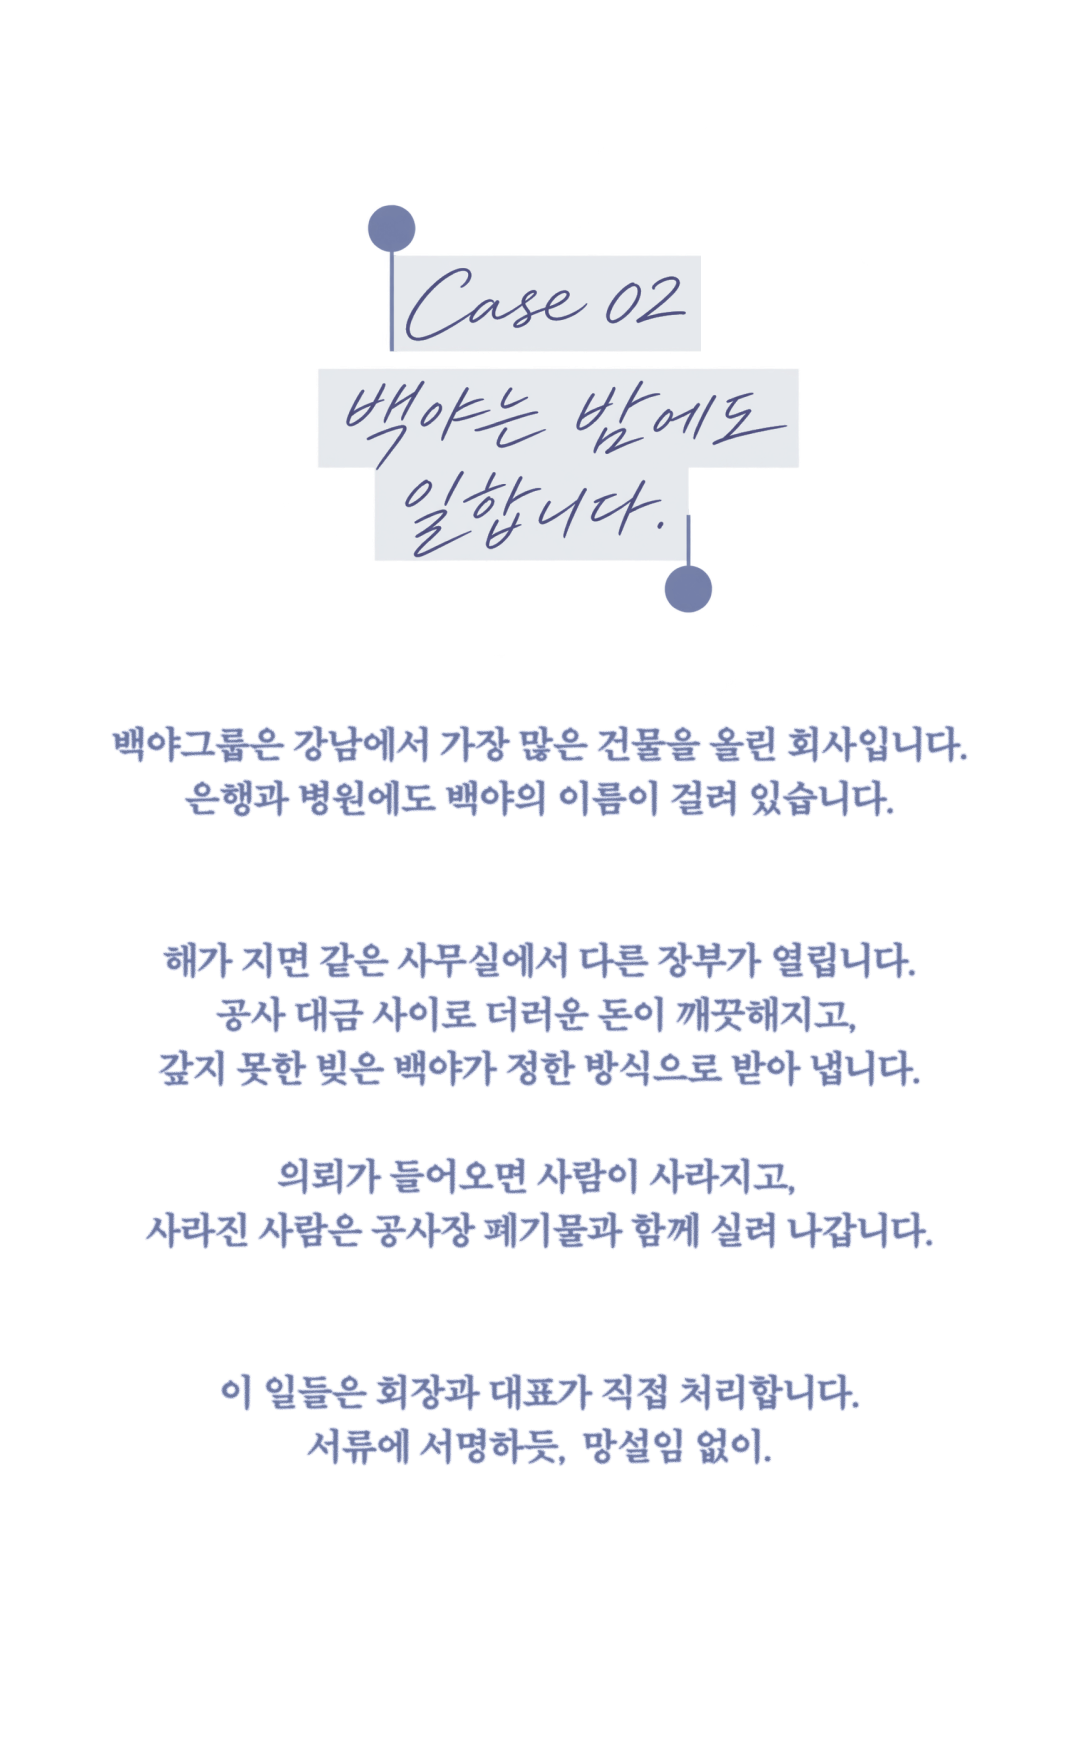 Case 02
백야는 밤에도
일합니다.
백야그룹은 강남에서 가장 많은 건물을 올린 회사입니다.
은행과 병원에도 백야의 이름이 걸려 있습니다.
해가 지면 같은 사무실에서 다른 장부가 열립니다.
공사 대금 사이로 더러운 돈이 깨끗해지고,
갚지 못한 빚은 백야가 정한 방식으로 받아 냅니다.
의뢰가 들어오면 사람이 사라지고,
사라진 사람은 공사장 폐기물과 함께 실려 나갑니다.
이 일들은 회장과 대표가 직접 처리합니다.
서류에 서명하듯, 망설임 없이.